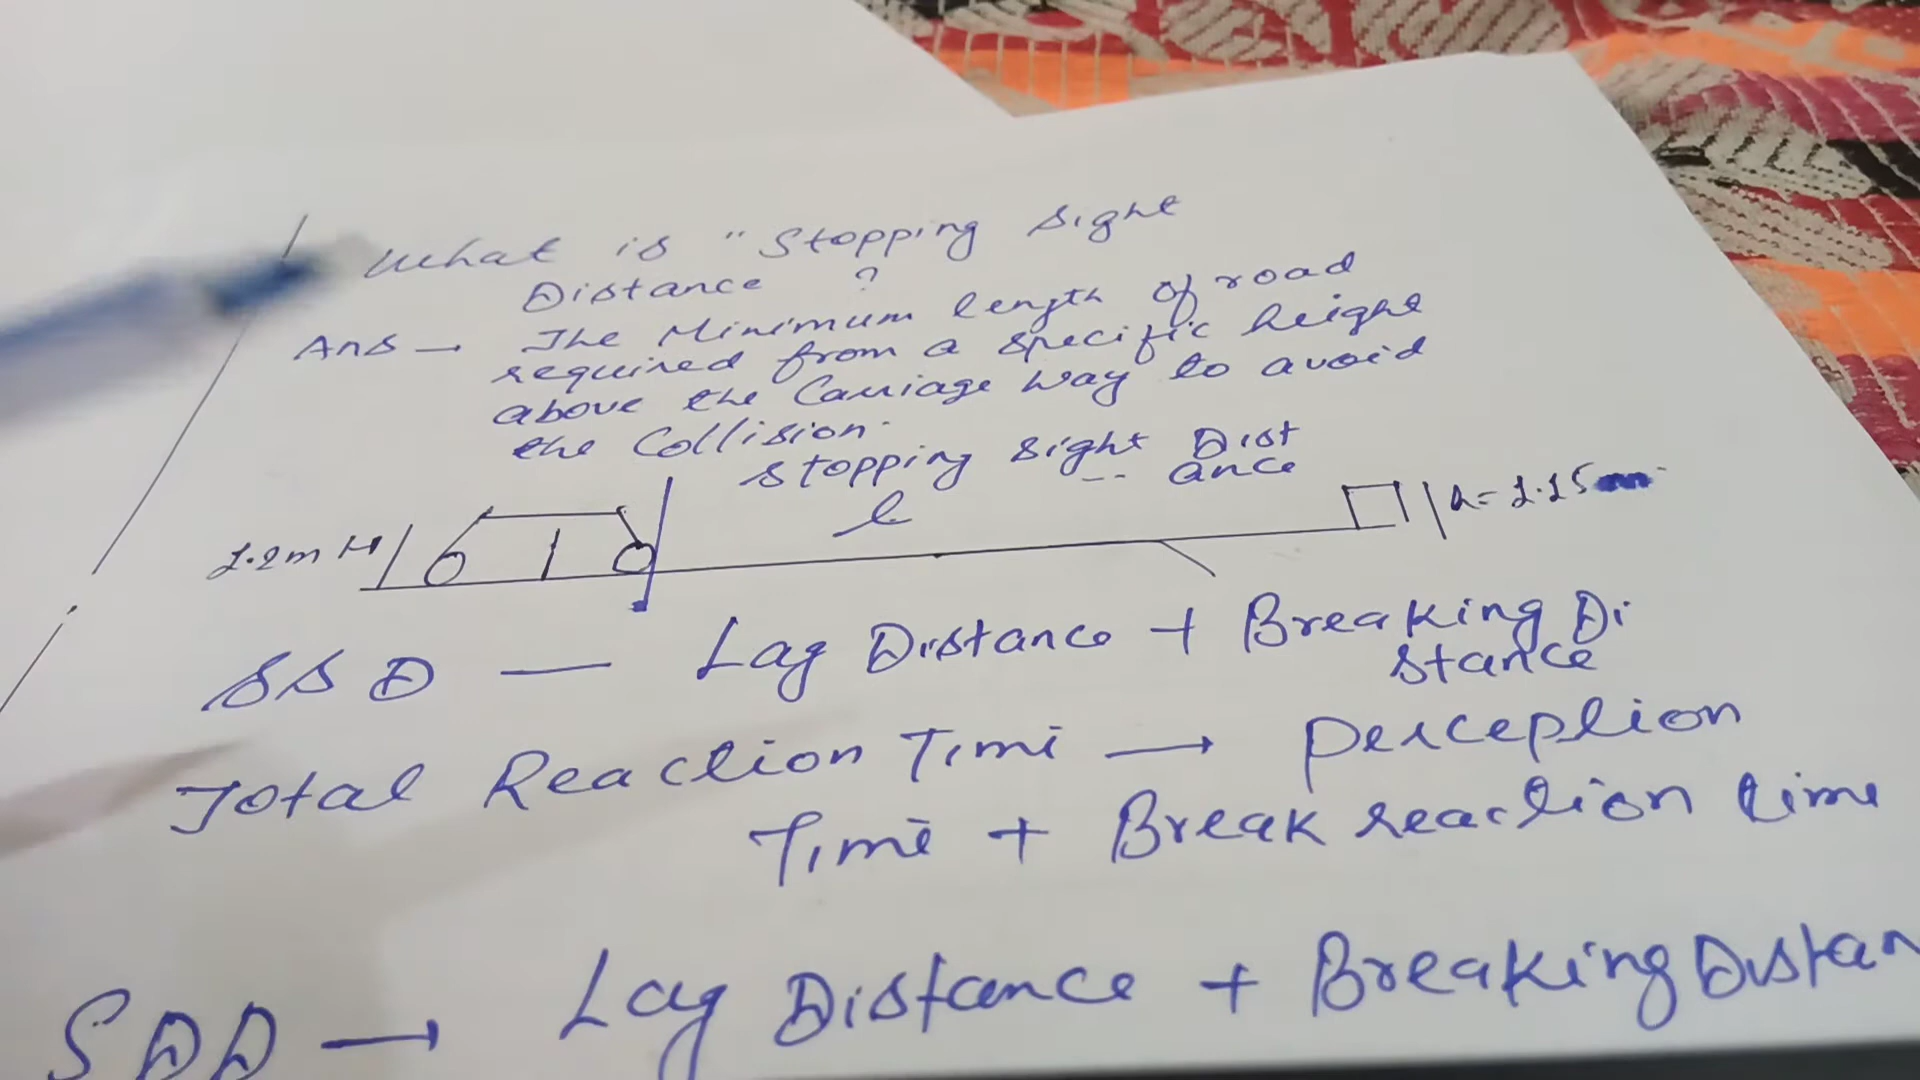 What is "Stopping Sight
Distance ?
Ans → The Minimum length of road
required from a specific height
above the Carriage way to avoid
the Collision.
Stopping Sight Dist
ance
1.2m H
l
h = 1.15
SSD — Lag Distance + Breaking Di
stance
Total Reaction Time → Perception
Time + Break reaction time
SDD → Lag Distance + Breaking Distan